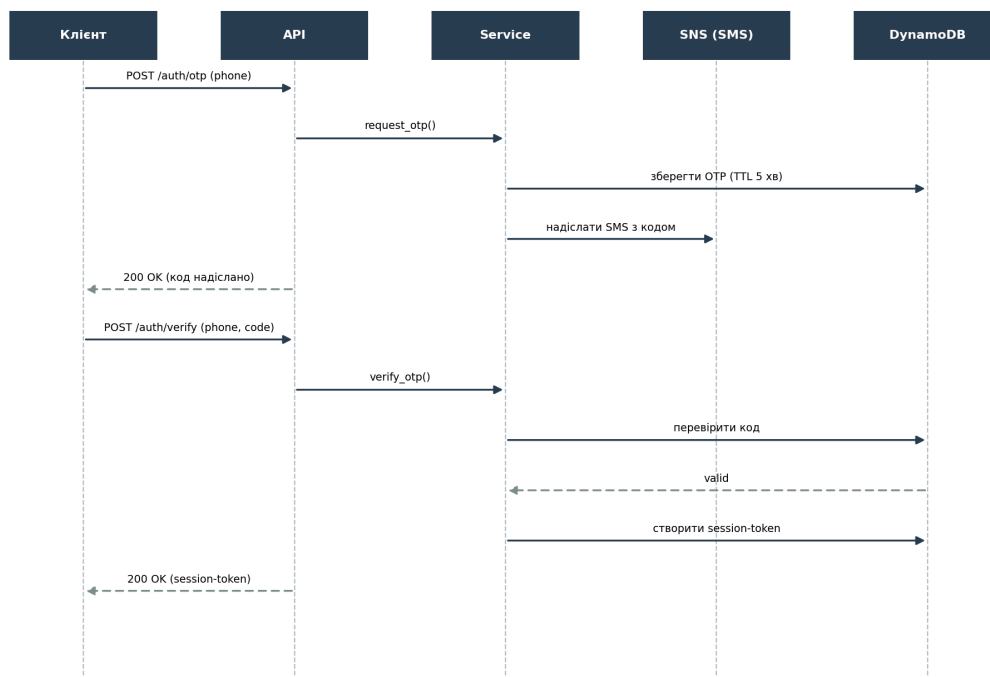 Клієнт
API
Service
SNS (SMS)
DynamoDB
POST /auth/otp (phone)
request_otp()
зберегти OTP (TTL 5 хв)
надіслати SMS з кодом
200 OK (код надіслано)
POST /auth/verify (phone, code)
verify_otp()
перевірити код
valid
створити session-token
200 OK (session-token)